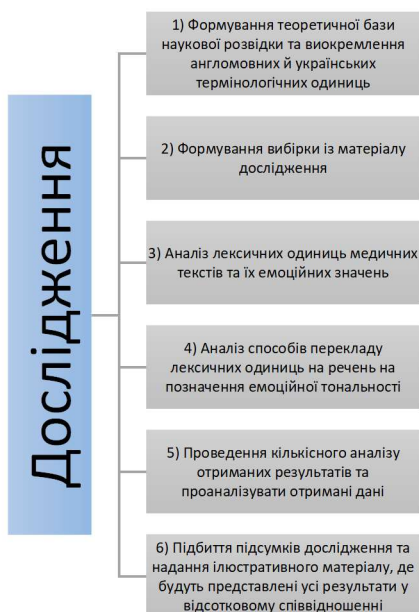 Дослідження
1) Формування теоретичної бази
наукової розвідки та виокремлення
англомовних й українських
термінологічних одиниць
2) Формування вибірки із матеріалу
дослідження
3) Аналіз лексичних одиниць медичних
текстів та їх емоційних значень
4) Аналіз способів перекладу
лексичних одиниць на речень на
позначення емоційної тональності
5) Проведення кількісного аналізу
отриманих результатів та
проаналізувати отримані дані
6) Підбиття підсумків дослідження та
надання ілюстративного матеріалу, де
будуть представлені усі результати у
відсотковому співвідношенні